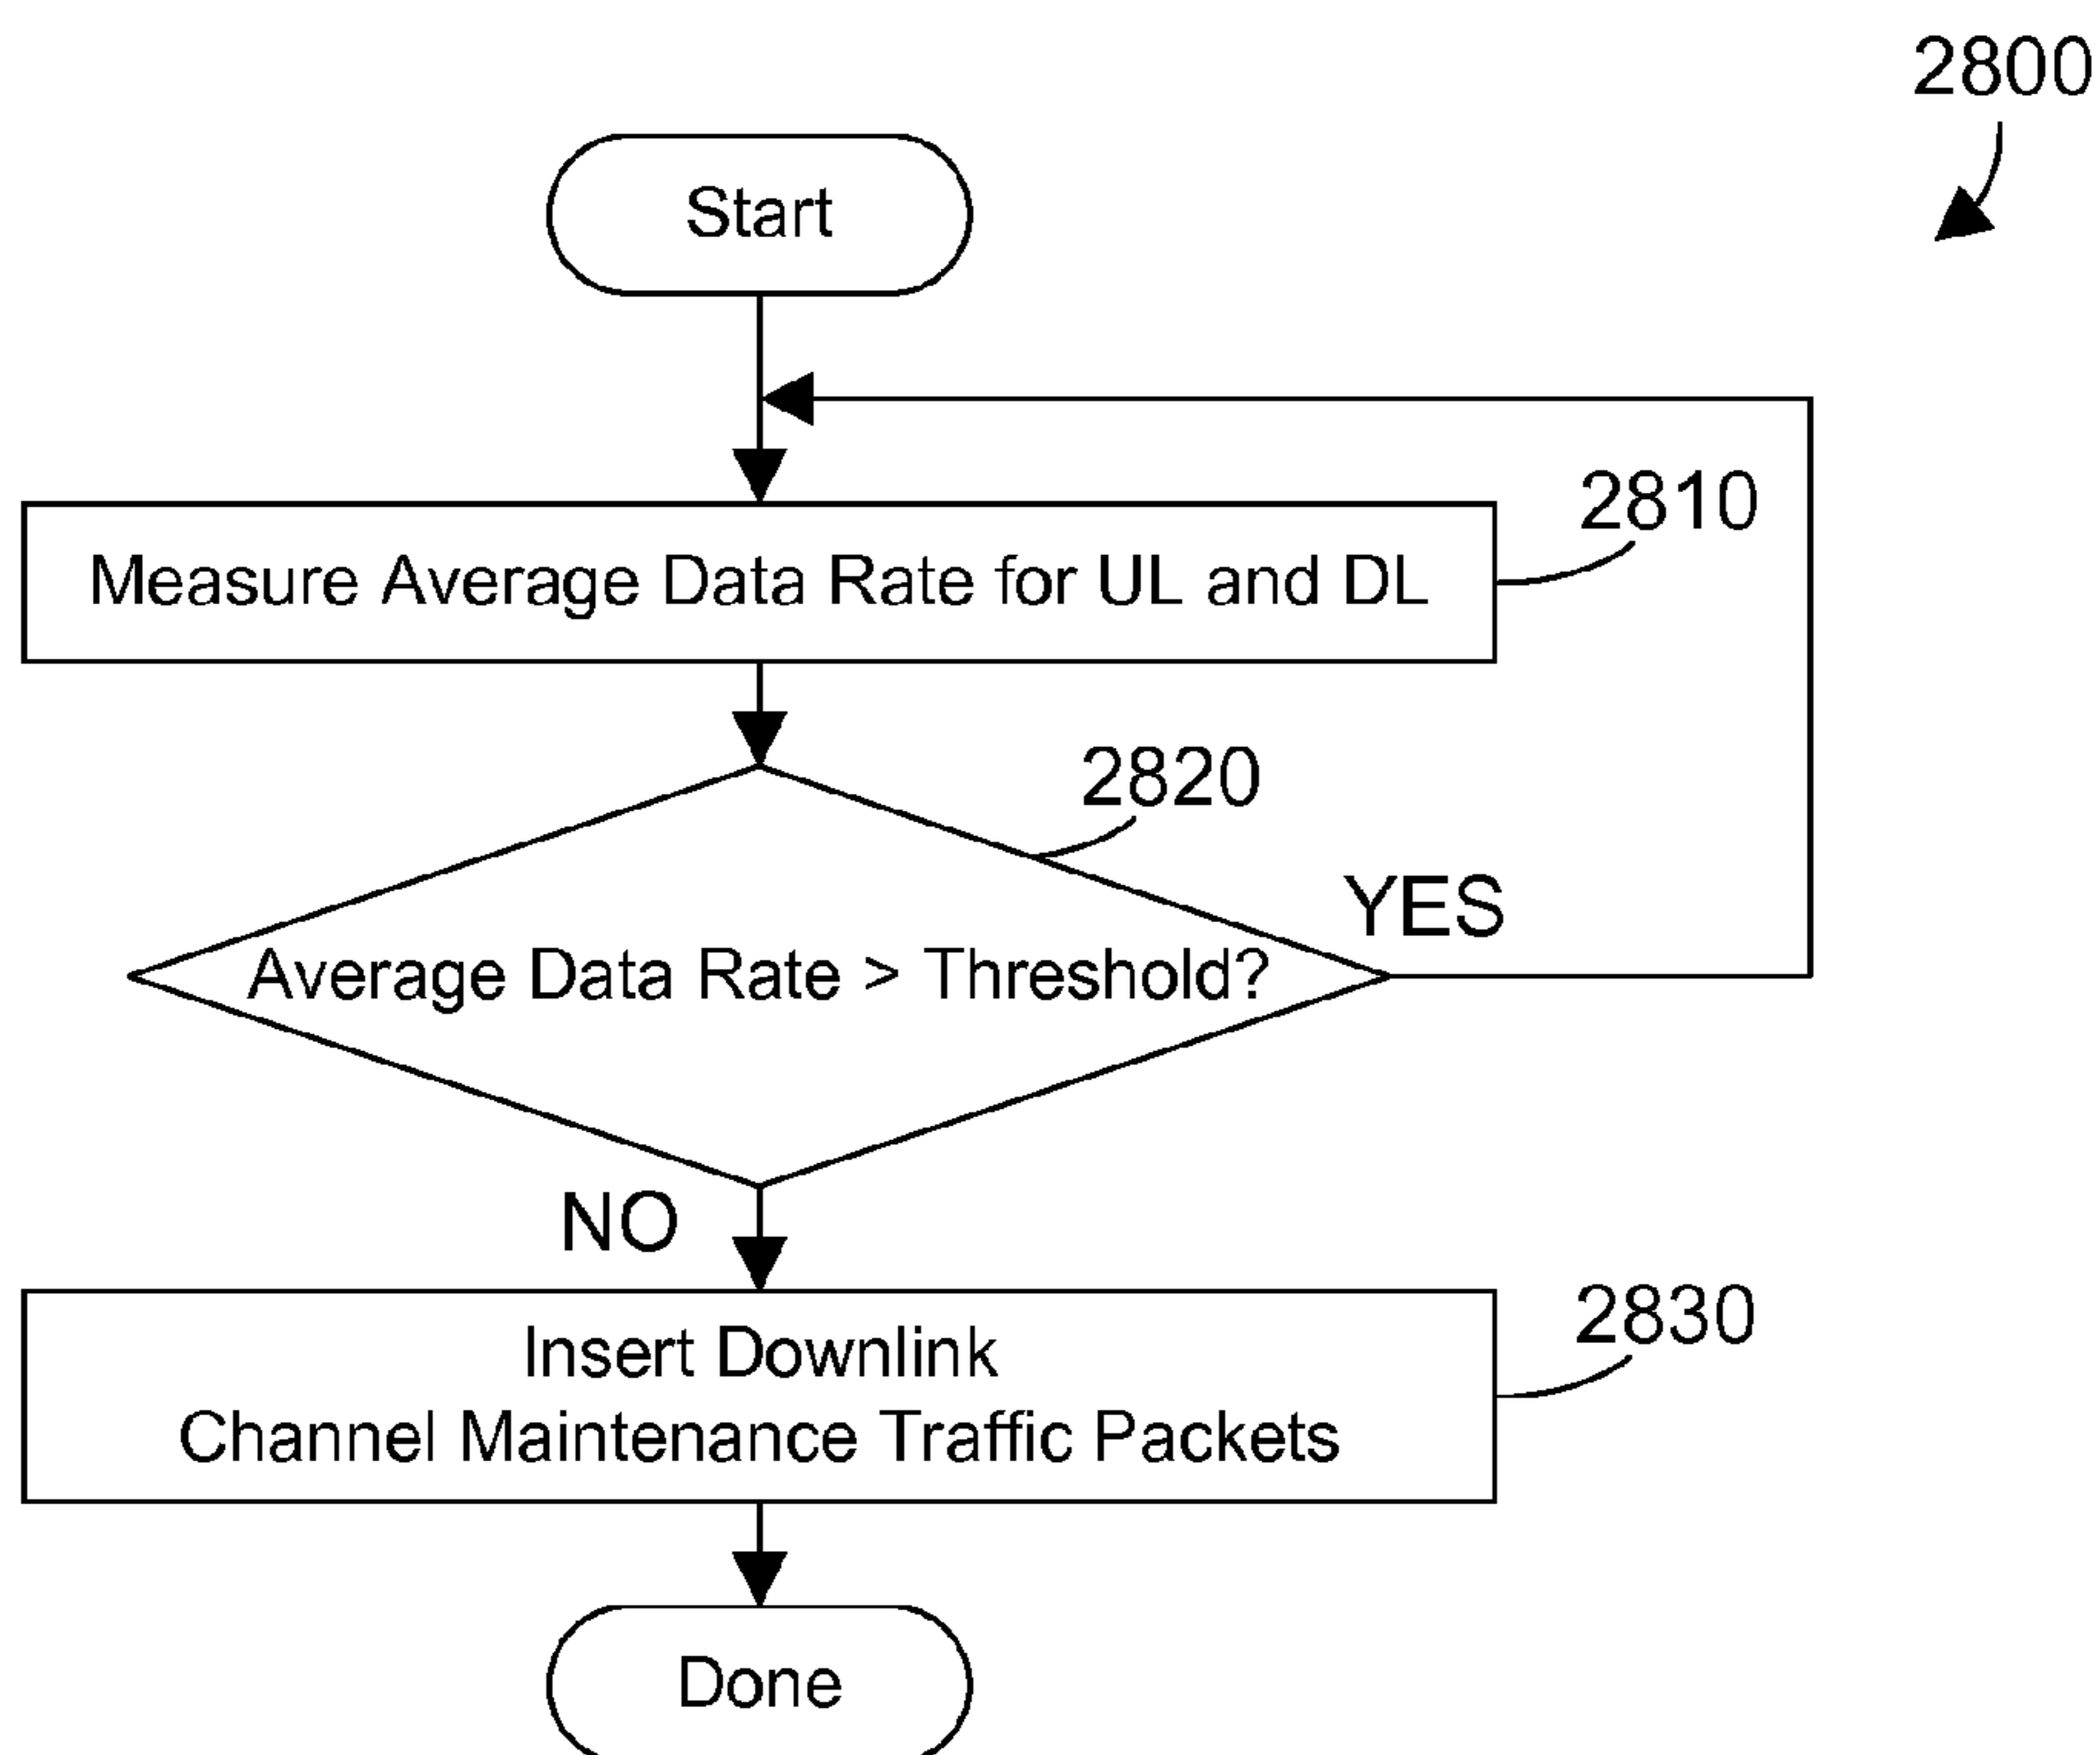 2800
Start
2810
Measure Average Data Rate for UL and DL
2820
YES
Average Data Rate > Threshold?
NO
2830
Insert Downlink
Channel Maintenance Traffic Packets
Done